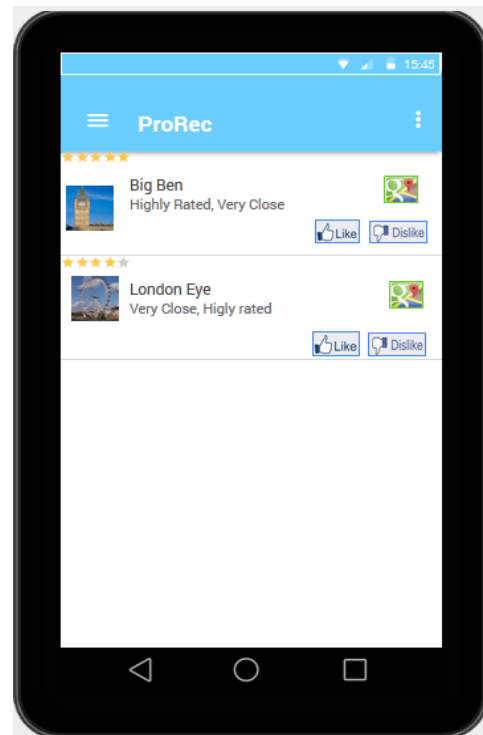 15:45
ProRec
Big Ben
Highly Rated, Very Close
Like Dislike
London Eye
Very Close, Higly rated
Like Dislike